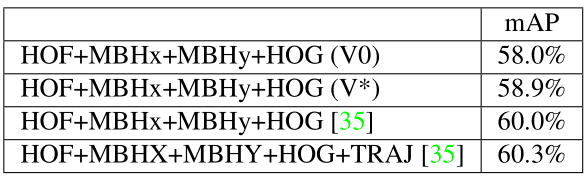 mAP
HOF+MBHx+MBHy+HOG (V0) 58.0%
HOF+MBHx+MBHy+HOG (V*) 58.9%
HOF+MBHx+MBHy+HOG [35] 60.0%
HOF+MBHX+MBHY+HOG+TRAJ [35] 60.3%